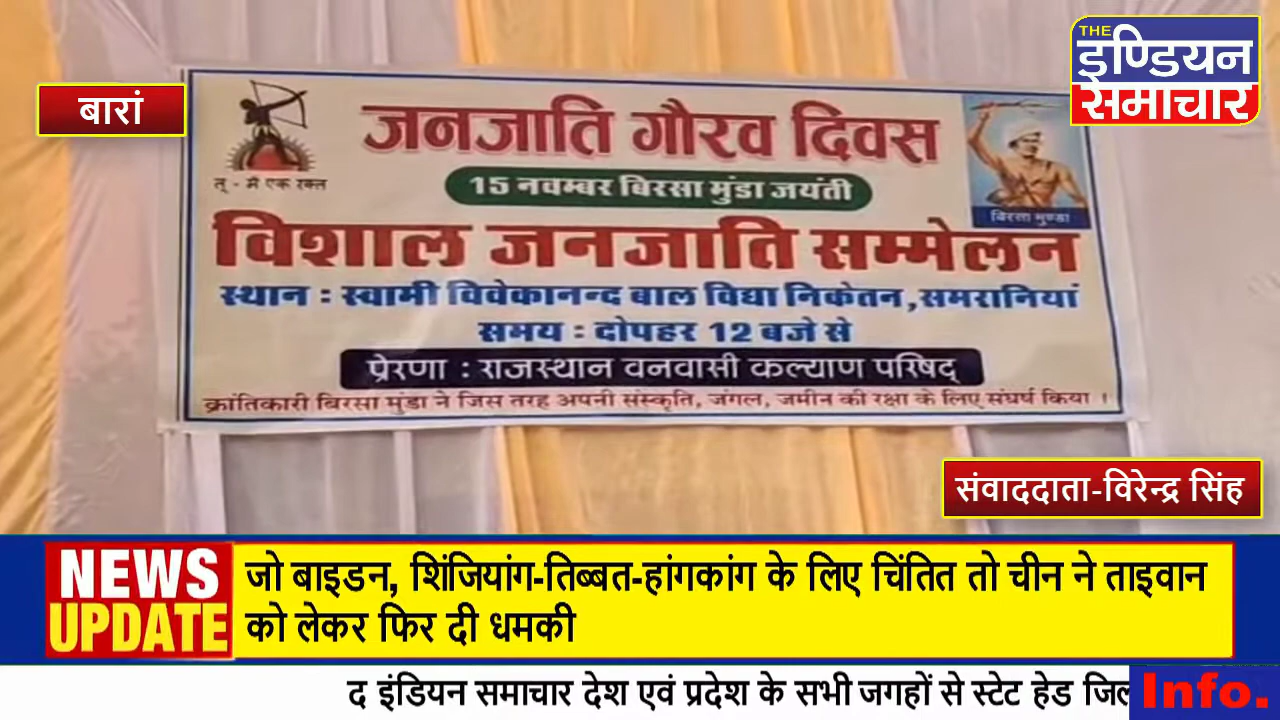 THE
इण्डियन
समाचार
बारां
जनजाति गौरव दिवस
तू - मै एक रक्त
15 नवम्बर बिरसा मुंडा जयंती
बिरसा मुण्डा
विशाल जनजाति सम्मेलन
स्थान : स्वामी विवेकानन्द बाल विद्या निकेतन, समरानियां
समय : दोपहर 12 बजे से
प्रेरणा : राजस्थान वनवासी कल्याण परिषद्
क्रांतिकारी बिरसा मुंडा ने जिस तरह अपनी संस्कृति, जंगल, जमीन की रक्षा के लिए संघर्ष किया ।
संवाददाता-विरेन्द्र सिंह
NEWS
UPDATE
जो बाइडन, शिंजियांग-तिब्बत-हांगकांग के लिए चिंतित तो चीन ने ताइवान
को लेकर फिर दी धमकी
द इंडियन समाचार देश एवं प्रदेश के सभी जगहों से स्टेट हेड जिल
Info.